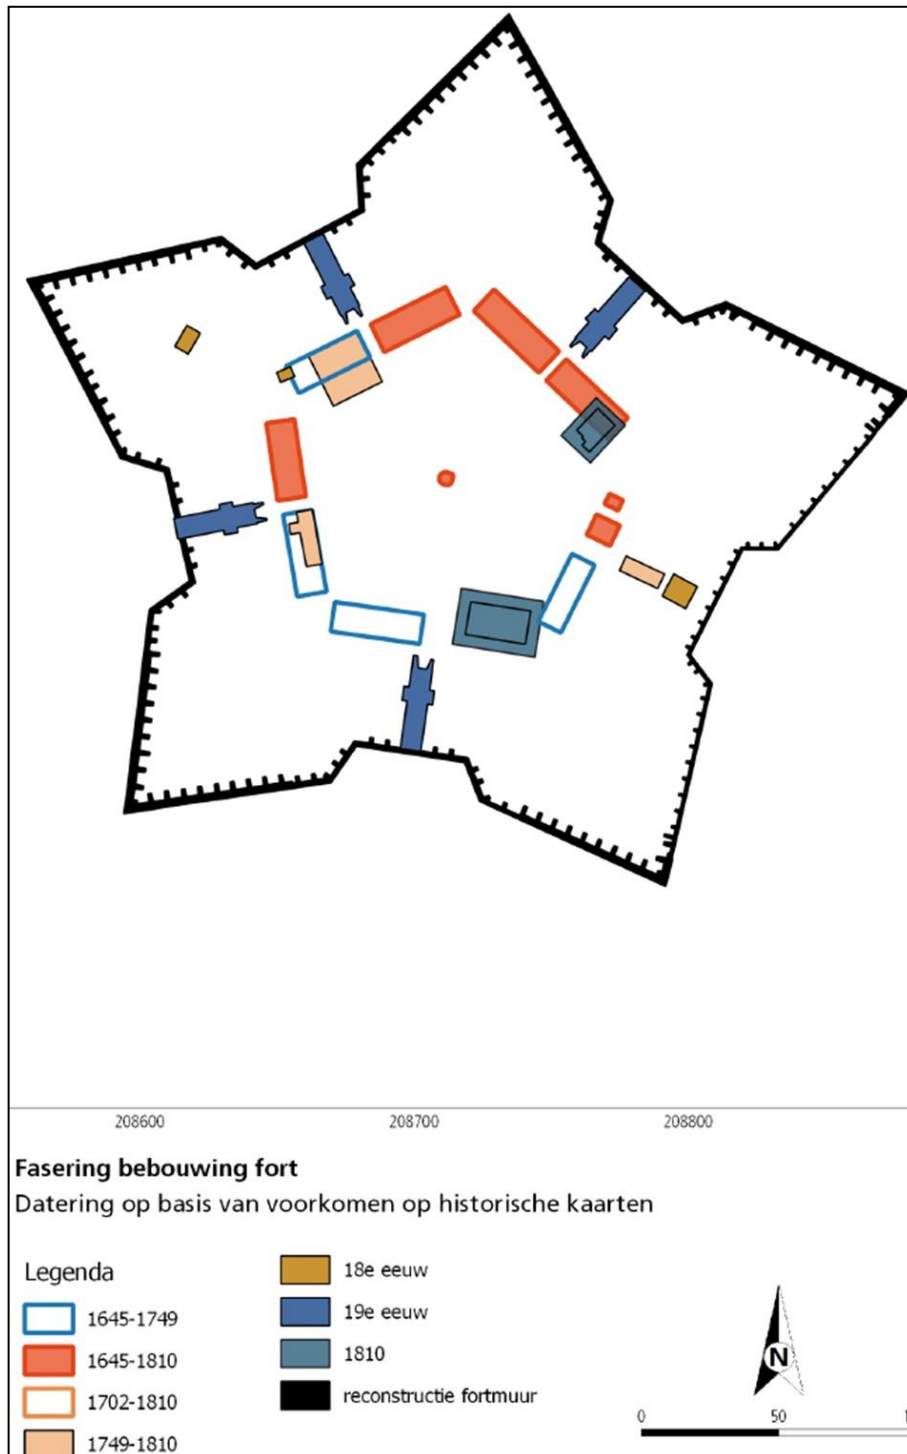 208600 208700 208800
Fasering bebouwing fort
Datering op basis van voorkomen op historische kaarten
Legenda
1645-1749
1645-1810
1702-1810
1749-1810
18e eeuw
19e eeuw
1810
reconstructie fortmuur
N
0 50